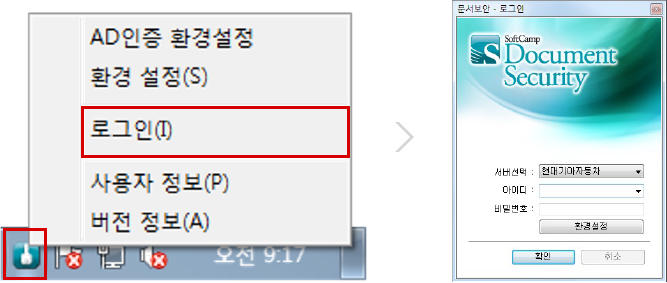 AD인증 환경설정
환경 설정(S)
로그인(I)
사용자 정보(P)
버전 정보(A)
오전 9:17
문서보안 - 로그인
SoftCamp
Document
Security
서버선택 :
현대기아자동차
아이디 :
비밀번호 :
환경설정
확인
취소